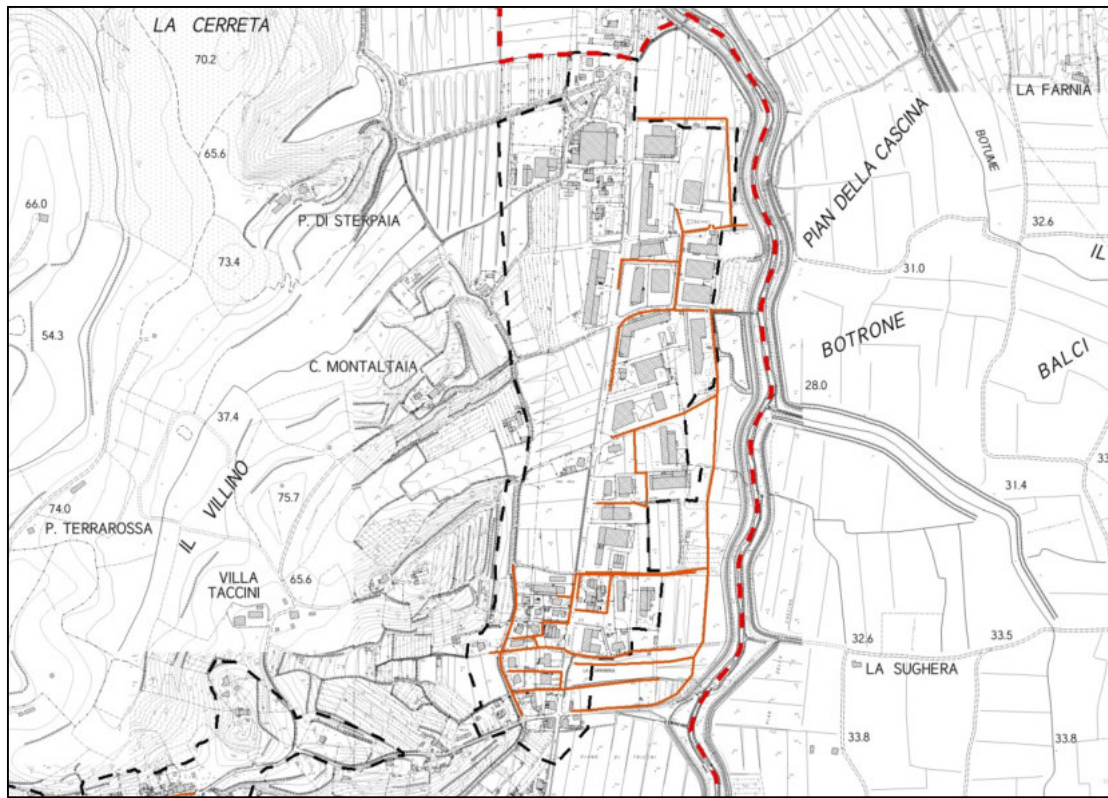 LA CERRETA
70.2
LA FARNIA
PIAN DELLA CASCINA
BOTUME
65.6
66.0
P. DI STERPAIA
32.6
IL
73.4
31.0
54.3
BOTRONE
C. MONTALTAIA
BALCI
28.0
37.4
IL VILLINO
75.7
33
31.4
74.0
P. TERRAROSSA
VILLA
TACCINI
65.6
32.6
33.5
LA SUGHERA
33.8
33.8